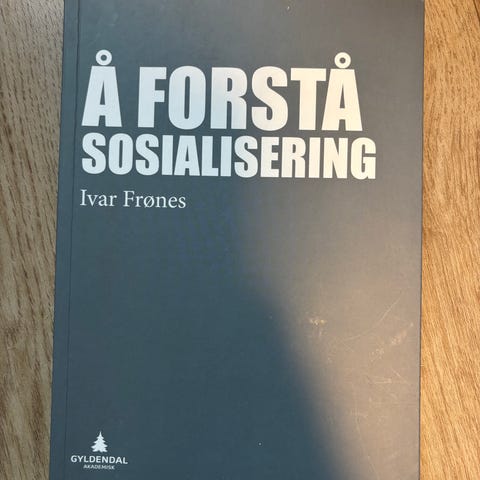 Å FORSTÅ
SOSIALISERING
Ivar Frønes
GYLDENDAL
AKADEMISK